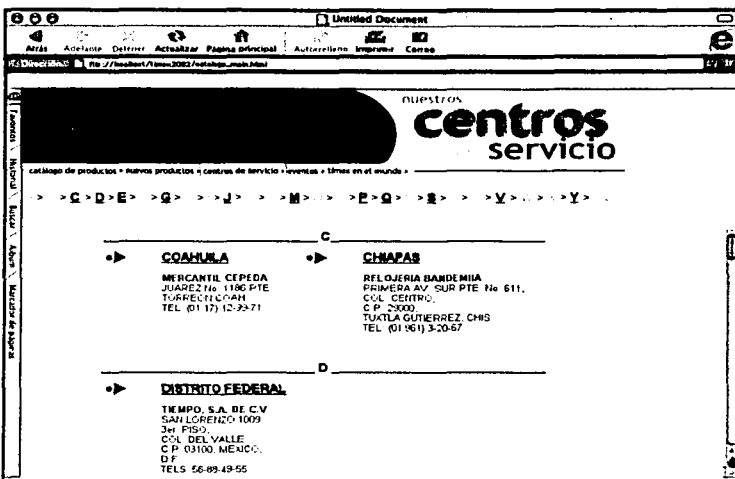 Untitled Document
Atrás Adelante Detener Actualizar Página principal Autorrelleno Imprimir Correo
Favoritos
Historial
Buscar
Marcador de páginas
nuestros
centros
servicio
catálogo de productos • nuevos productos • centros de servicio • eventos • timex en el mundo •
> > C > D > E > > G > > > J > > > M > > > P > Q > > S > > > V > > > Y >
C
COAHUILA
MERCANTIL CEPEDA
JUAREZ No. 1186 PTE
TORREON COAH
TEL. (01 17) 12-39-71
CHIAPAS
RELOJERIA BANDEMIIA
PRIMERA AV. SUR PTE. No. 611,
COL. CENTRO,
C.P. 29000,
TUXTLA GUTIERREZ, CHIS
TEL. (01 961) 3-20-67
D
DISTRITO FEDERAL
TIEMPO, S.A. DE C.V
SAN LORENZO 1009
3er. PISO,
COL. DEL VALLE
C.P. 03100, MEXICO,
D.F.
TELS. 56-88-49-55